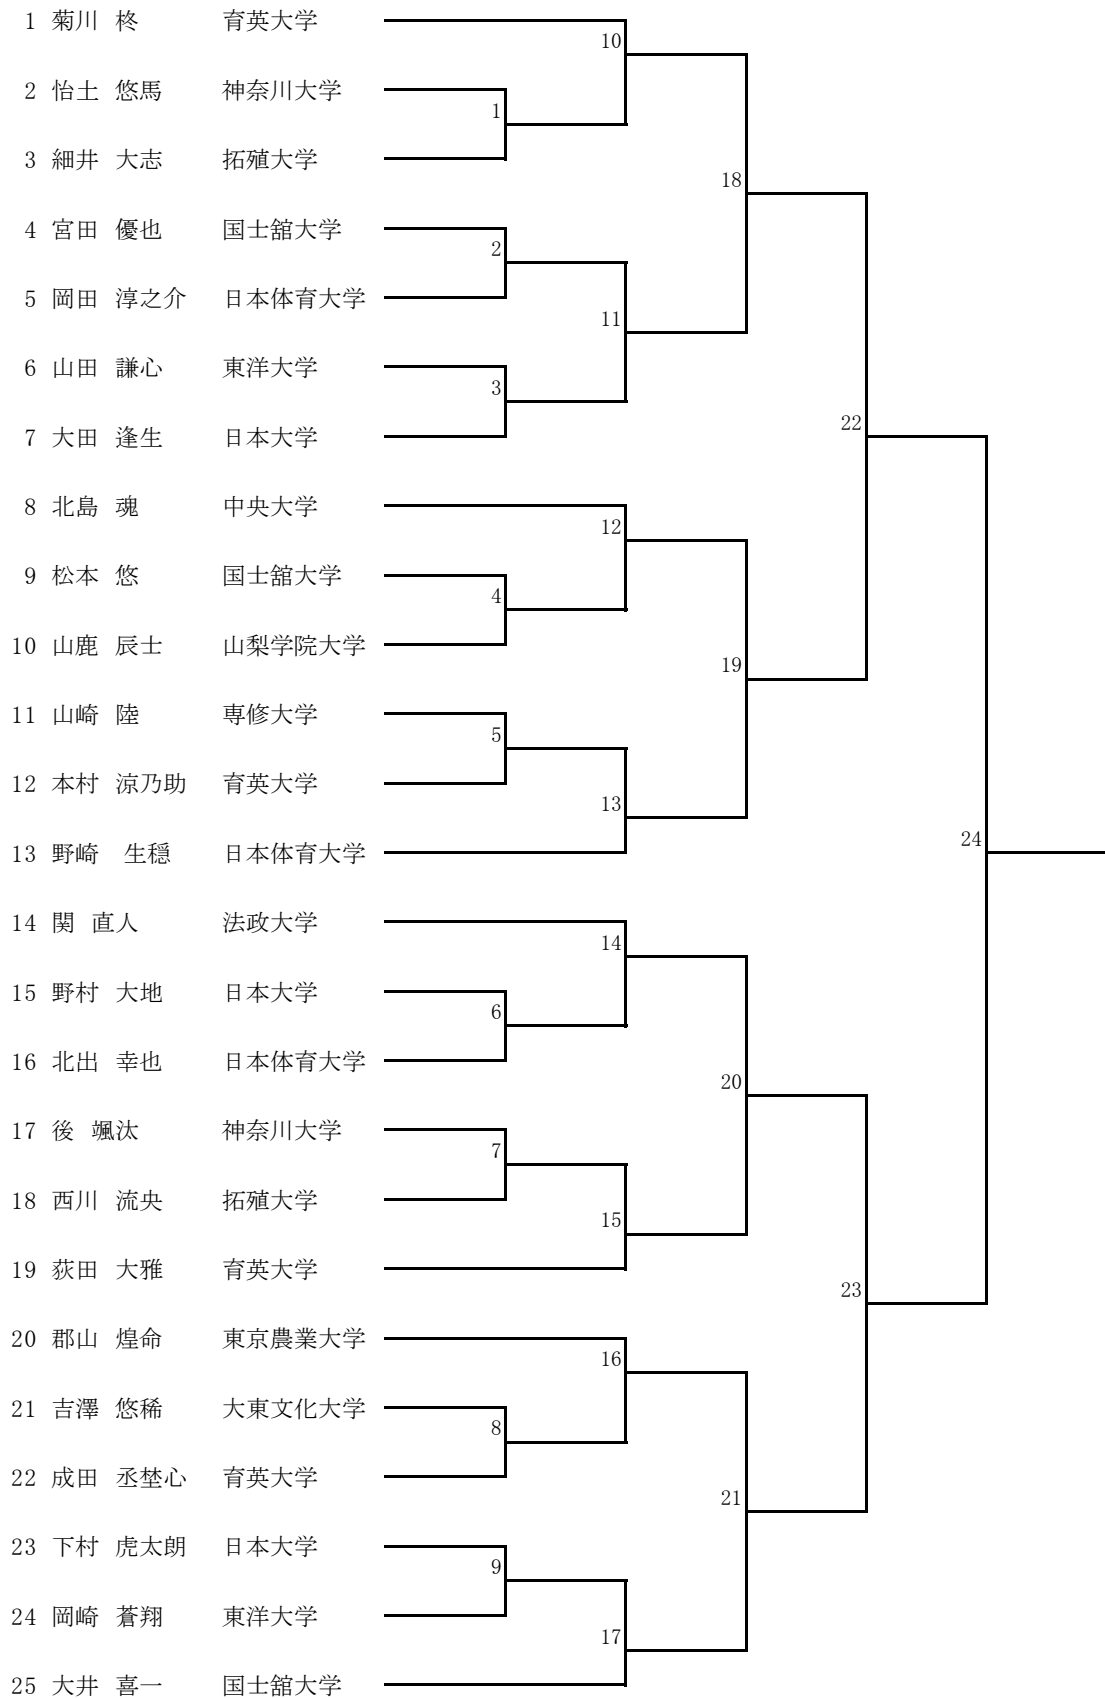 1 菊川 柊 育英大学
10
2 怡土 悠馬 神奈川大学
1
3 細井 大志 拓殖大学
18
4 宮田 優也 国士舘大学
2
5 岡田 淳之介 日本体育大学
11
6 山田 謙心 東洋大学
3
22
7 大田 逢生 日本大学
8 北島 魂 中央大学
12
9 松本 悠 国士舘大学
4
10 山鹿 辰士 山梨学院大学
19
11 山崎 陸 専修大学
5
12 本村 涼乃助 育英大学
13
24
13 野崎 生穏 日本体育大学
14 関 直人 法政大学
14
15 野村 大地 日本大学
6
16 北出 幸也 日本体育大学
20
17 後 颯汰 神奈川大学
7
18 西川 流央 拓殖大学
15
19 荻田 大雅 育英大学
23
20 郡山 煌命 東京農業大学
16
21 吉澤 悠稀 大東文化大学
8
22 成田 丞埜心 育英大学
21
23 下村 虎太朗 日本大学
9
24 岡崎 蒼翔 東洋大学
17
25 大井 喜一 国士舘大学